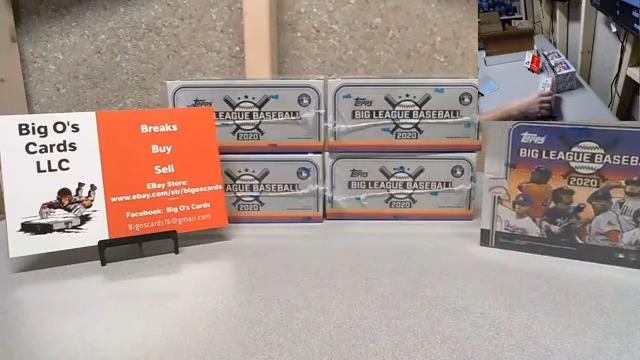 Big O's
Cards
LLC
Breaks
Buy
Sell
EBay Store:
www.ebay.com/str/bigoscards
Facebook: Big O's Cards
Bigoscards16@gmail.com
Topps
BIG LEAGUE BASEBALL
2020
Topps
BIG LEAGUE BASEBALL
2020
BIG LEAGUE BASEBALL
2020
Topps
BIG LEAGUE BASEBALL
2020
Topps
BIG LEAGUE BASEBALL
2020